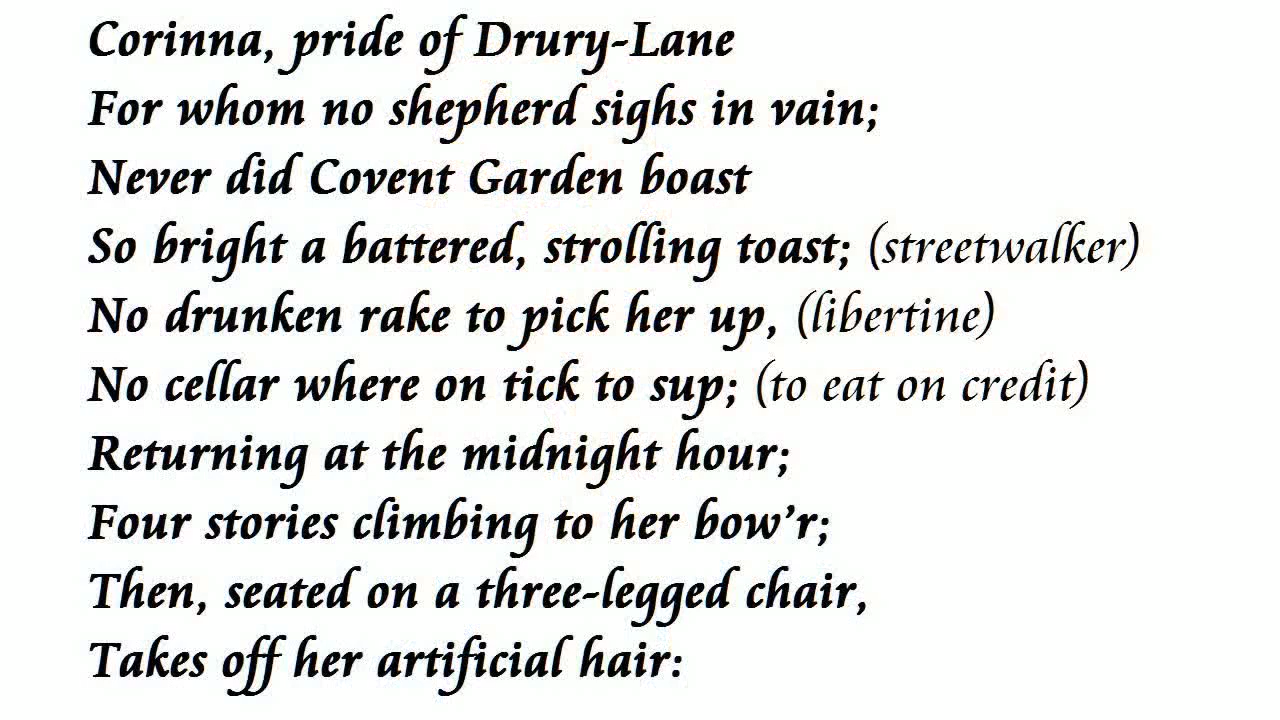 Corinna, pride of Drury-Lane
For whom no shepherd sighs in vain;
Never did Covent Garden boast
So bright a battered, strolling toast; (streetwalker)
No drunken rake to pick her up, (libertine)
No cellar where on tick to sup; (to eat on credit)
Returning at the midnight hour;
Four stories climbing to her bow’r;
Then, seated on a three-legged chair,
Takes off her artificial hair: